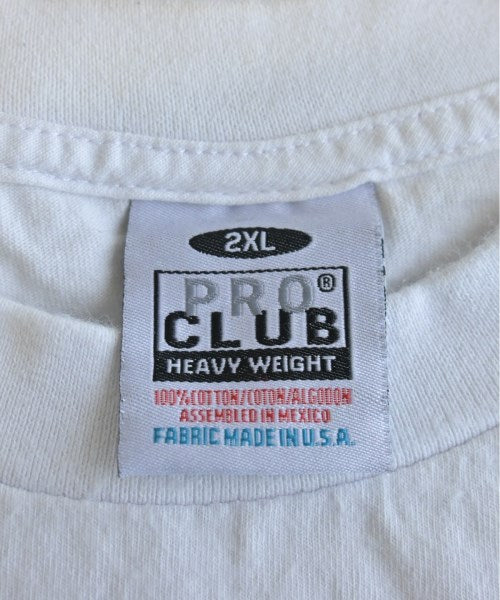 2XL
PRO®
CLUB
HEAVY WEIGHT
100% COTTON/COTON/ALGODON
ASSEMBLED IN MEXICO
FABRIC MADE IN U.S.A.